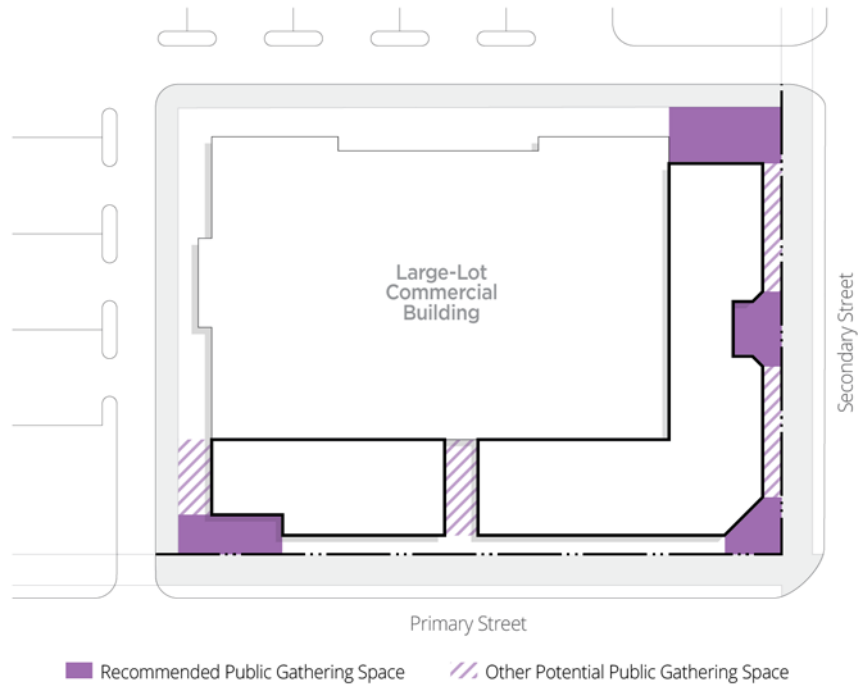 Large-Lot
Commercial
Building
Secondary Street
Primary Street
Recommended Public Gathering Space
Other Potential Public Gathering Space